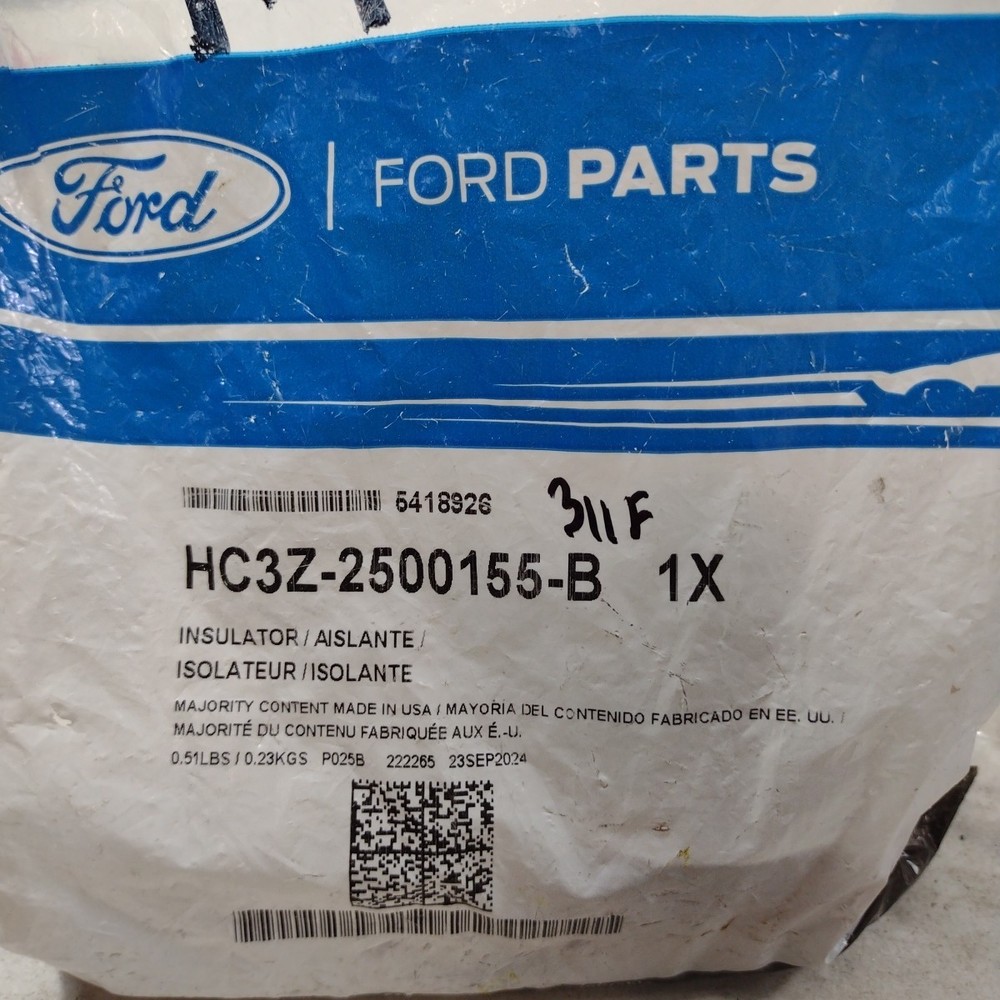 Ford | FORD PARTS
5418926
311F
HC3Z-2500155-B 1X
INSULATOR / AISLANTE /
ISOLATEUR / ISOLANTE
MAJORITY CONTENT MADE IN USA / MAYORIA DEL CONTENIDO FABRICADO EN EE. UU. /
MAJORITÉ DU CONTENU FABRIQUÉE AUX É.-U.
0.51LBS / 0.23KGS P025B 222265 23SEP2024